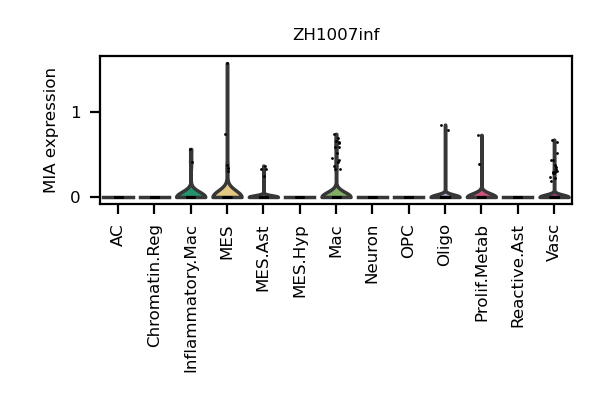 ZH1007inf
MIA expression
1
0
AC
Chromatin.Reg
Inflammatory.Mac
MES
MES.Ast
MES.Hyp
Mac
Neuron
OPC
Oligo
Prolif.Metab
Reactive.Ast
Vasc